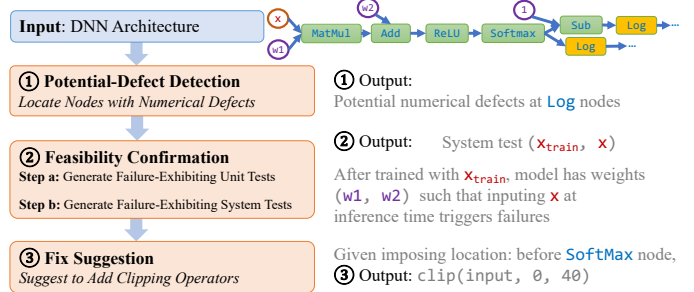 Input: DNN Architecture
x
w1
MatMul
w2
Add
ReLU
Softmax
1
Sub
Log
...
Log
...
① Potential-Defect Detection
Locate Nodes with Numerical Defects
① Output:
Potential numerical defects at Log nodes
② Feasibility Confirmation
Step a: Generate Failure-Exhibiting Unit Tests
Step b: Generate Failure-Exhibiting System Tests
② Output: System test (x_train, x)
After trained with x_train, model has weights
(w1, w2) such that inputing x at
inference time triggers failures
③ Fix Suggestion
Suggest to Add Clipping Operators
Given imposing location: before SoftMax node,
③ Output: clip(input, 0, 40)